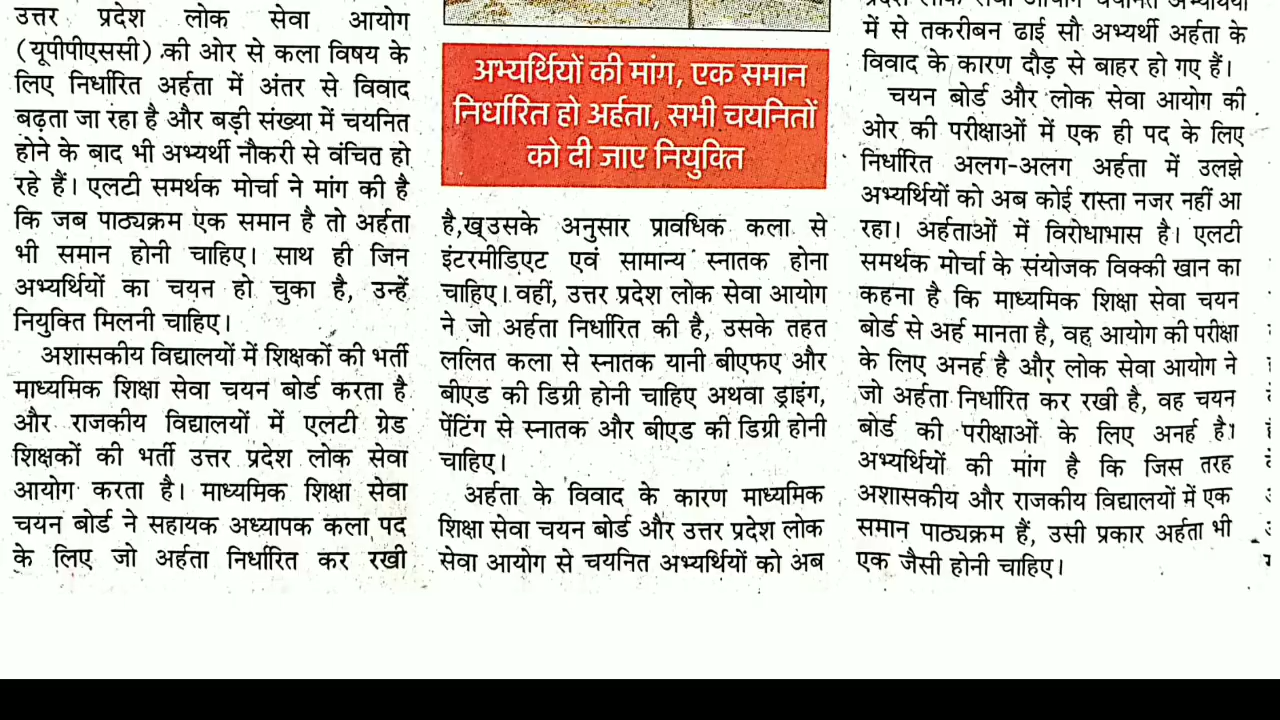 उत्तर प्रदेश लोक सेवा आयोग
(यूपीपीएससी) की ओर से कला विषय के
लिए निर्धारित अर्हता में अंतर से विवाद
बढ़ता जा रहा है और बड़ी संख्या में चयनित
होने के बाद भी अभ्यर्थी नौकरी से वंचित हो
रहे हैं। एलटी समर्थक मोर्चा ने मांग की है
कि जब पाठ्यक्रम एक समान है तो अर्हता
भी समान होनी चाहिए। साथ ही जिन
अभ्यर्थियों का चयन हो चुका है, उन्हें
नियुक्ति मिलनी चाहिए।
अशासकीय विद्यालयों में शिक्षकों की भर्ती
माध्यमिक शिक्षा सेवा चयन बोर्ड करता है
और राजकीय विद्यालयों में एलटी ग्रेड
शिक्षकों की भर्ती उत्तर प्रदेश लोक सेवा
आयोग करता है। माध्यमिक शिक्षा सेवा
चयन बोर्ड ने सहायक अध्यापक कला पद
के लिए जो अर्हता निर्धारित कर रखी
अभ्यर्थियों की मांग, एक समान
निर्धारित हो अर्हता, सभी चयनितों
को दी जाए नियुक्ति
है,ख्उसके अनुसार प्रावधिक कला से
इंटरमीडिएट एवं सामान्य स्नातक होना
चाहिए। वहीं, उत्तर प्रदेश लोक सेवा आयोग
ने जो अर्हता निर्धारित की है, उसके तहत
ललित कला से स्नातक यानी बीएफए और
बीएड की डिग्री होनी चाहिए अथवा ड्राइंग,
पेंटिंग से स्नातक और बीएड की डिग्री होनी
चाहिए।
अर्हता के विवाद के कारण माध्यमिक
शिक्षा सेवा चयन बोर्ड और उत्तर प्रदेश लोक
सेवा आयोग से चयनित अभ्यर्थियों को अब
में से तकरीबन ढाई सौ अभ्यर्थी अर्हता के
विवाद के कारण दौड़ से बाहर हो गए हैं।
चयन बोर्ड और लोक सेवा आयोग की
ओर की परीक्षाओं में एक ही पद के लिए
निर्धारित अलग-अलग अर्हता में उलझे
अभ्यर्थियों को अब कोई रास्ता नजर नहीं आ
रहा। अर्हताओं में विरोधाभास है। एलटी
समर्थक मोर्चा के संयोजक विक्की खान का
कहना है कि माध्यमिक शिक्षा सेवा चयन
बोर्ड से अर्ह मानता है, वह आयोग की परीक्षा
के लिए अनर्ह है और लोक सेवा आयोग ने
जो अर्हता निर्धारित कर रखी है, वह चयन
बोर्ड की परीक्षाओं के लिए अनर्ह है।
अभ्यर्थियों की मांग है कि जिस तरह
अशासकीय और राजकीय विद्यालयों में एक
समान पाठ्यक्रम हैं, उसी प्रकार अर्हता भी
एक जैसी होनी चाहिए।